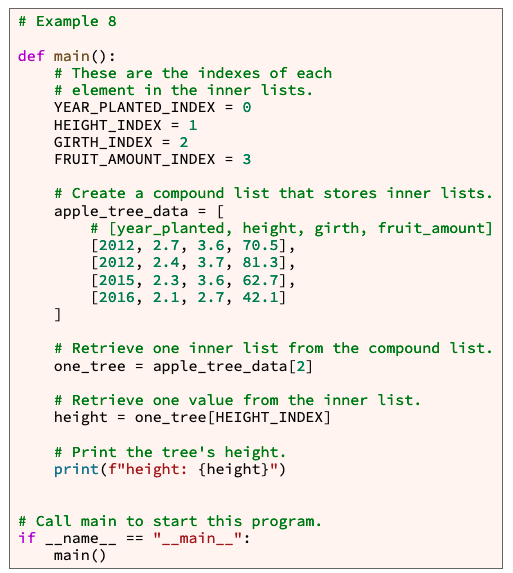 # Example 8

def main():
    # These are the indexes of each
    # element in the inner lists.
    YEAR_PLANTED_INDEX = 0
    HEIGHT_INDEX = 1
    GIRTH_INDEX = 2
    FRUIT_AMOUNT_INDEX = 3

    # Create a compound list that stores inner lists.
    apple_tree_data = [
        # [year_planted, height, girth, fruit_amount]
        [2012, 2.7, 3.6, 70.5],
        [2012, 2.4, 3.7, 81.3],
        [2015, 2.3, 3.6, 62.7],
        [2016, 2.1, 2.7, 42.1]
    ]

    # Retrieve one inner list from the compound list.
    one_tree = apple_tree_data[2]

    # Retrieve one value from the inner list.
    height = one_tree[HEIGHT_INDEX]

    # Print the tree's height.
    print(f"height: {height}")


# Call main to start this program.
if __name__ == "__main__":
    main()